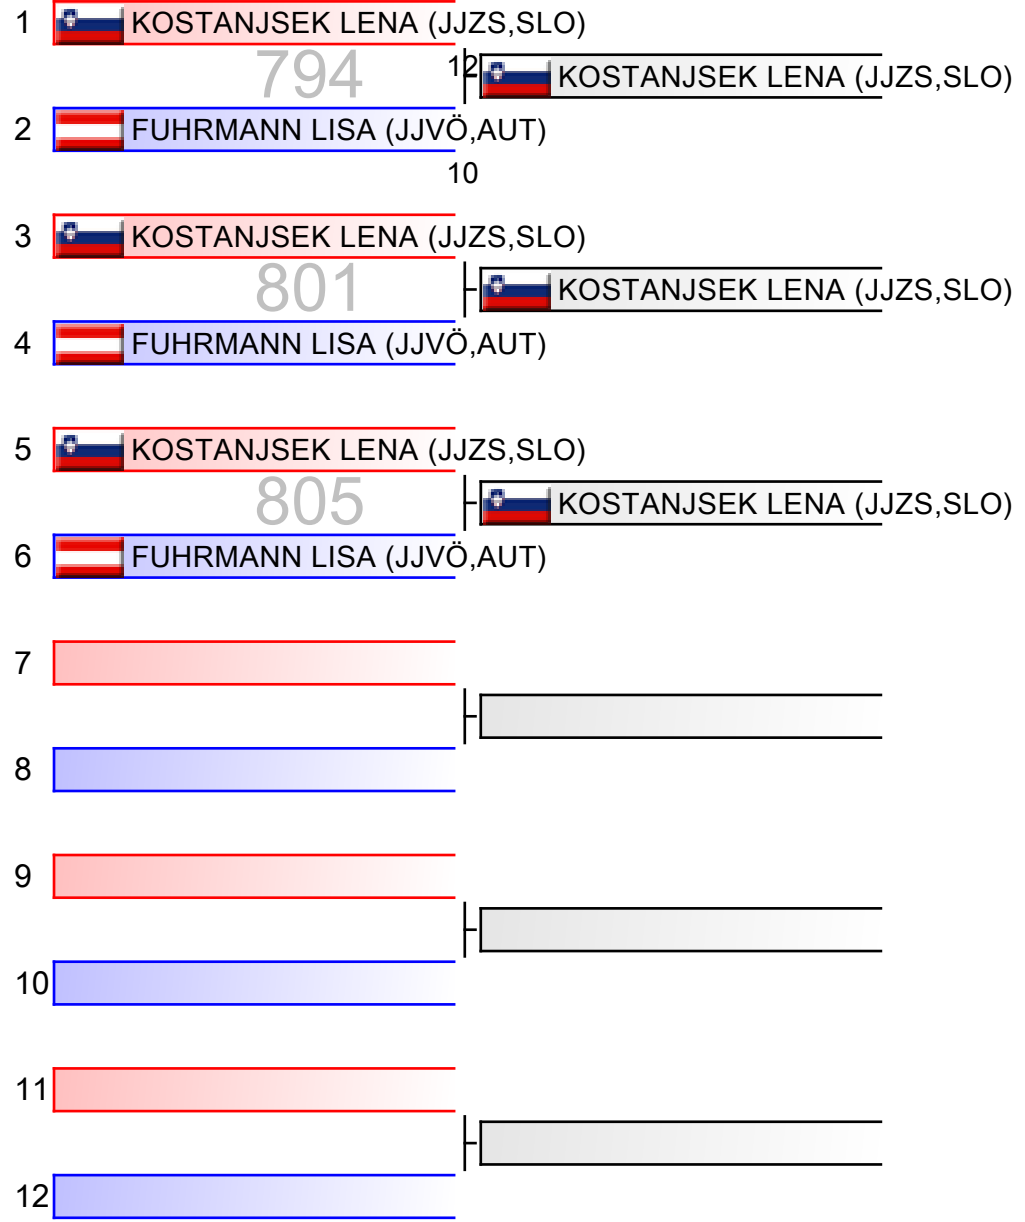 1 KOSTANJSEK LENA (JJZS,SLO)
794 12 KOSTANJSEK LENA (JJZS,SLO)
2 FUHRMANN LISA (JJVÖ,AUT)
10
3 KOSTANJSEK LENA (JJZS,SLO)
801 KOSTANJSEK LENA (JJZS,SLO)
4 FUHRMANN LISA (JJVÖ,AUT)
5 KOSTANJSEK LENA (JJZS,SLO)
805 KOSTANJSEK LENA (JJZS,SLO)
6 FUHRMANN LISA (JJVÖ,AUT)
7
8
9
10
11
12